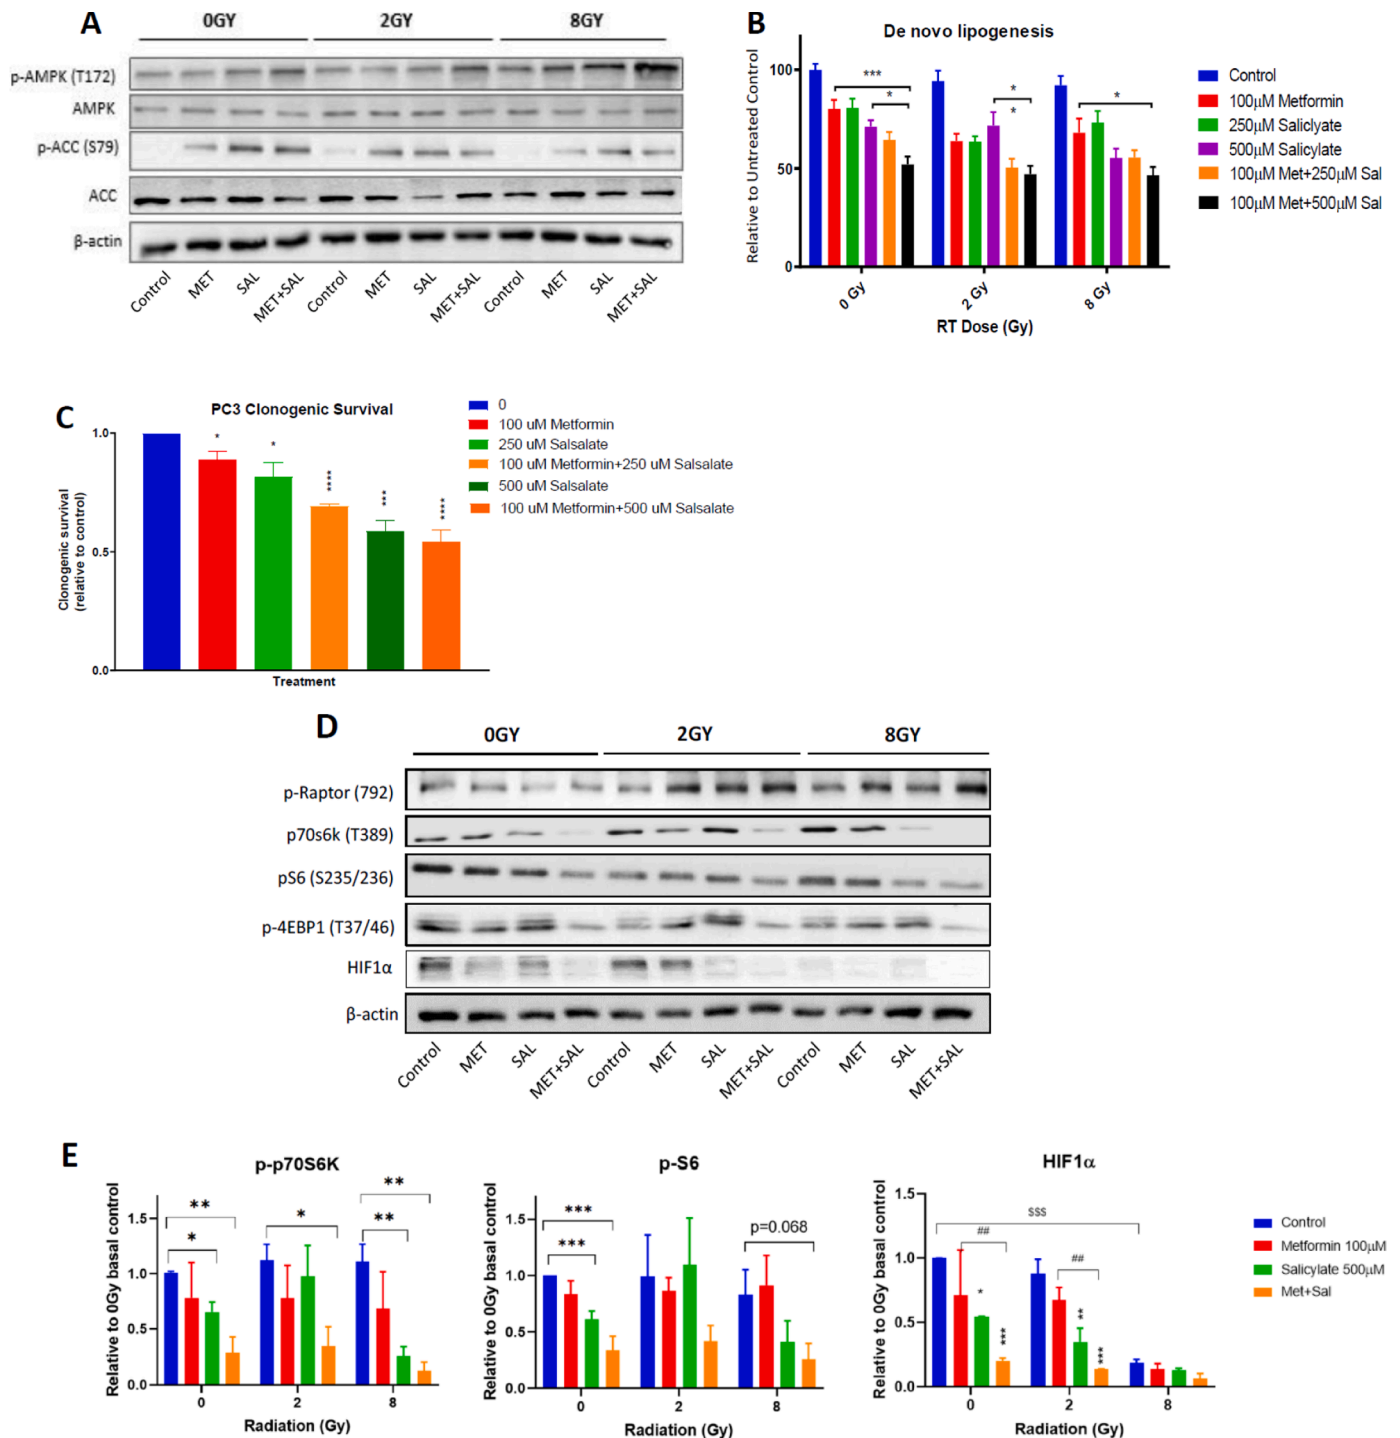 A
0GY
2GY
8GY
p-AMPK (T172)
AMPK
p-ACC (S79)
ACC
β-actin
Control
MET
SAL
MET+SAL
Control
MET
SAL
MET+SAL
Control
MET
SAL
MET+SAL
B
De novo lipogenesis
Relative to Untreated Control
100
50
0
***
*
*
*
*
0 Gy
2 Gy
8 Gy
RT Dose (Gy)
Control
100µM Metformin
250µM Saliclyate
500µM Salicylate
100µM Met+250µM Sal
100µM Met+500µM Sal
C
PC3 Clonogenic Survival
Clonogenic survival
(relative to control)
1.0
0.5
0.0
*
*
****
***
****
Treatment
0
100 uM Metformin
250 uM Salsalate
100 uM Metformin+250 uM Salsalate
500 uM Salsalate
100 uM Metformin+500 uM Salsalate
D
0GY
2GY
8GY
p-Raptor (792)
p70s6k (T389)
pS6 (S235/236)
p-4EBP1 (T37/46)
HIF1α
β-actin
Control
MET
SAL
MET+SAL
Control
MET
SAL
MET+SAL
Control
MET
SAL
MET+SAL
E
p-p70S6K
Relative to 0Gy basal control
1.5
1.0
0.5
0.0
**
*
*
**
**
0
2
8
Radiation (Gy)
p-S6
Relative to 0Gy basal control
1.5
1.0
0.5
0.0
***
***
p=0.068
0
2
8
Radiation (Gy)
HIF1α
Relative to 0Gy basal control
1.5
1.0
0.5
0.0
$$$
##
##
*
***
**
***
0
2
8
Radiation (Gy)
Control
Metformin 100µM
Salicylate 500µM
Met+Sal